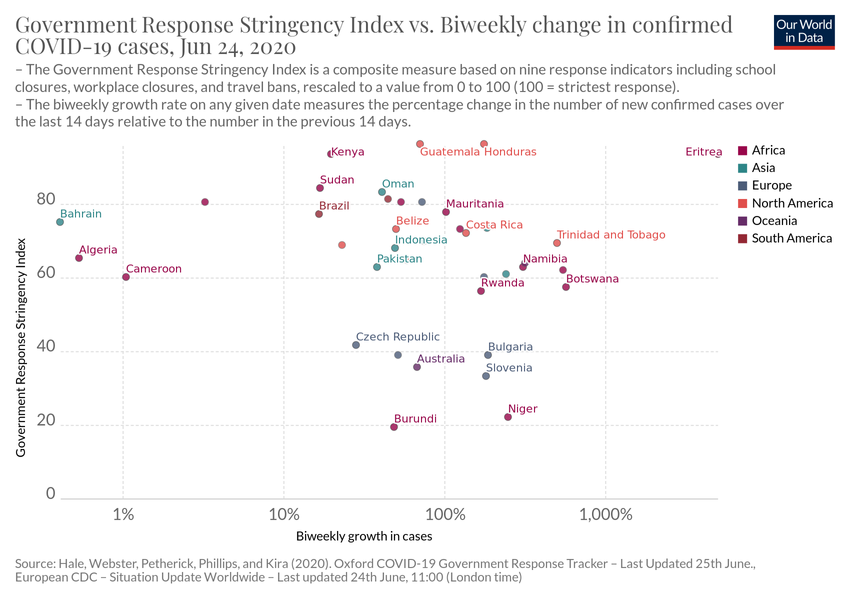 Government Response Stringency Index vs. Biweekly change in confirmed
COVID-19 cases, Jun 24, 2020
Our World
in Data
– The Government Response Stringency Index is a composite measure based on nine response indicators including school
closures, workplace closures, and travel bans, rescaled to a value from 0 to 100 (100 = strictest response).
– The biweekly growth rate on any given date measures the percentage change in the number of new confirmed cases over
the last 14 days relative to the number in the previous 14 days.
Kenya
Guatemala
Honduras
Eritrea
Sudan
Oman
Brazil
Mauritania
Bahrain
Belize
Costa Rica
Trinidad and Tobago
Indonesia
Algeria
Pakistan
Namibia
Cameroon
Rwanda
Botswana
Czech Republic
Bulgaria
Australia
Slovenia
Niger
Burundi
Africa
Asia
Europe
North America
Oceania
South America
Government Response Stringency Index
80
60
40
20
0
1%
10%
100%
1,000%
Biweekly growth in cases
Source: Hale, Webster, Petherick, Phillips, and Kira (2020). Oxford COVID-19 Government Response Tracker – Last Updated 25th June.,
European CDC – Situation Update Worldwide – Last updated 24th June, 11:00 (London time)